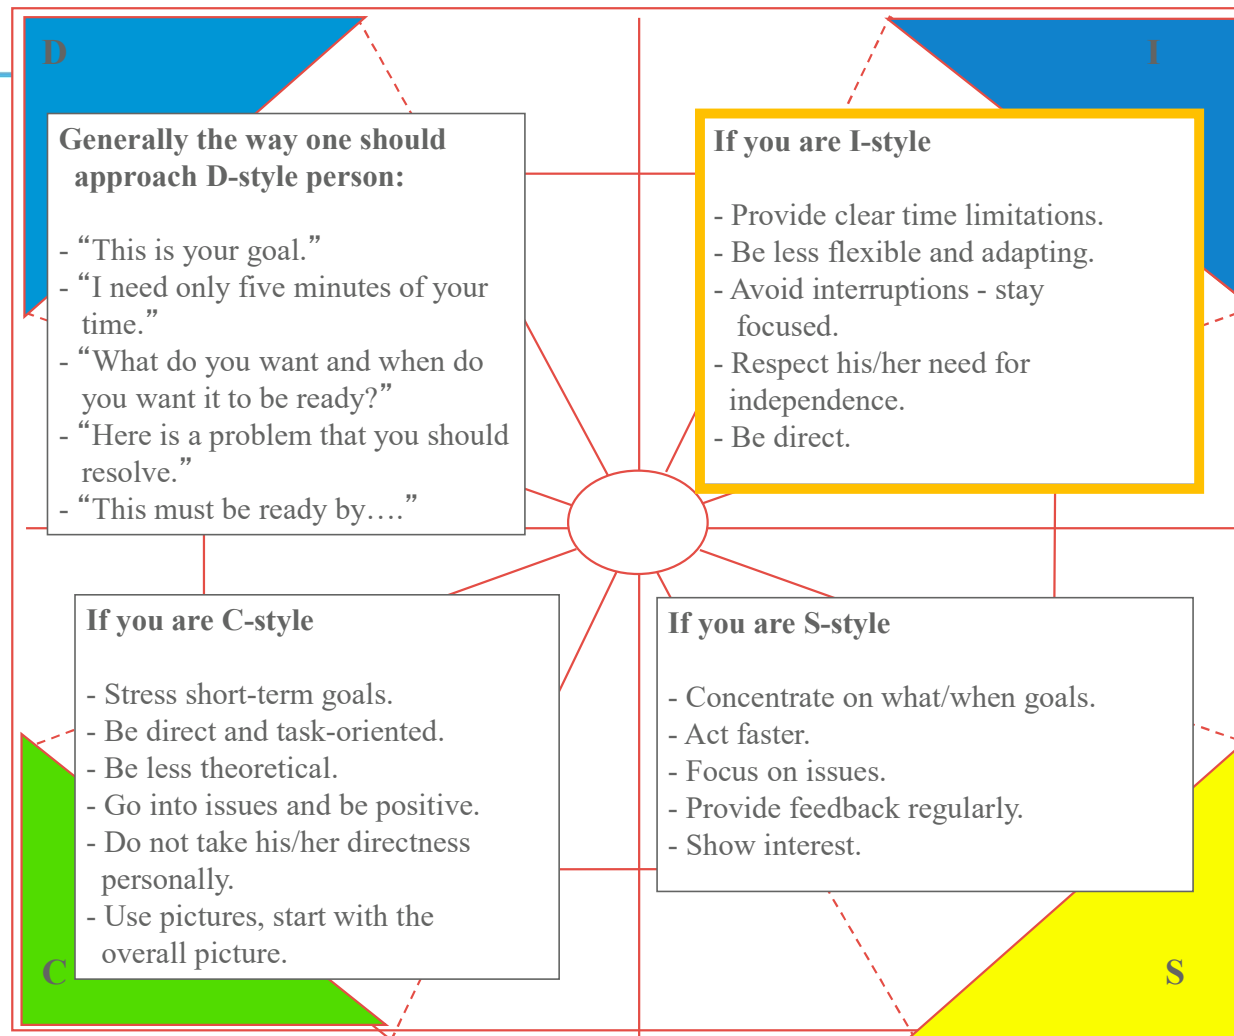 D
I
Generally the way one should
approach D-style person:
- “This is your goal.”
- “I need only five minutes of your
time.”
- “What do you want and when do
you want it to be ready?”
- “Here is a problem that you should
resolve.”
- “This must be ready by….”
If you are I-style
- Provide clear time limitations.
- Be less flexible and adapting.
- Avoid interruptions - stay
focused.
- Respect his/her need for
independence.
- Be direct.
If you are C-style
- Stress short-term goals.
- Be direct and task-oriented.
- Be less theoretical.
- Go into issues and be positive.
- Do not take his/her directness
personally.
- Use pictures, start with the
overall picture.
If you are S-style
- Concentrate on what/when goals.
- Act faster.
- Focus on issues.
- Provide feedback regularly.
- Show interest.
C
S